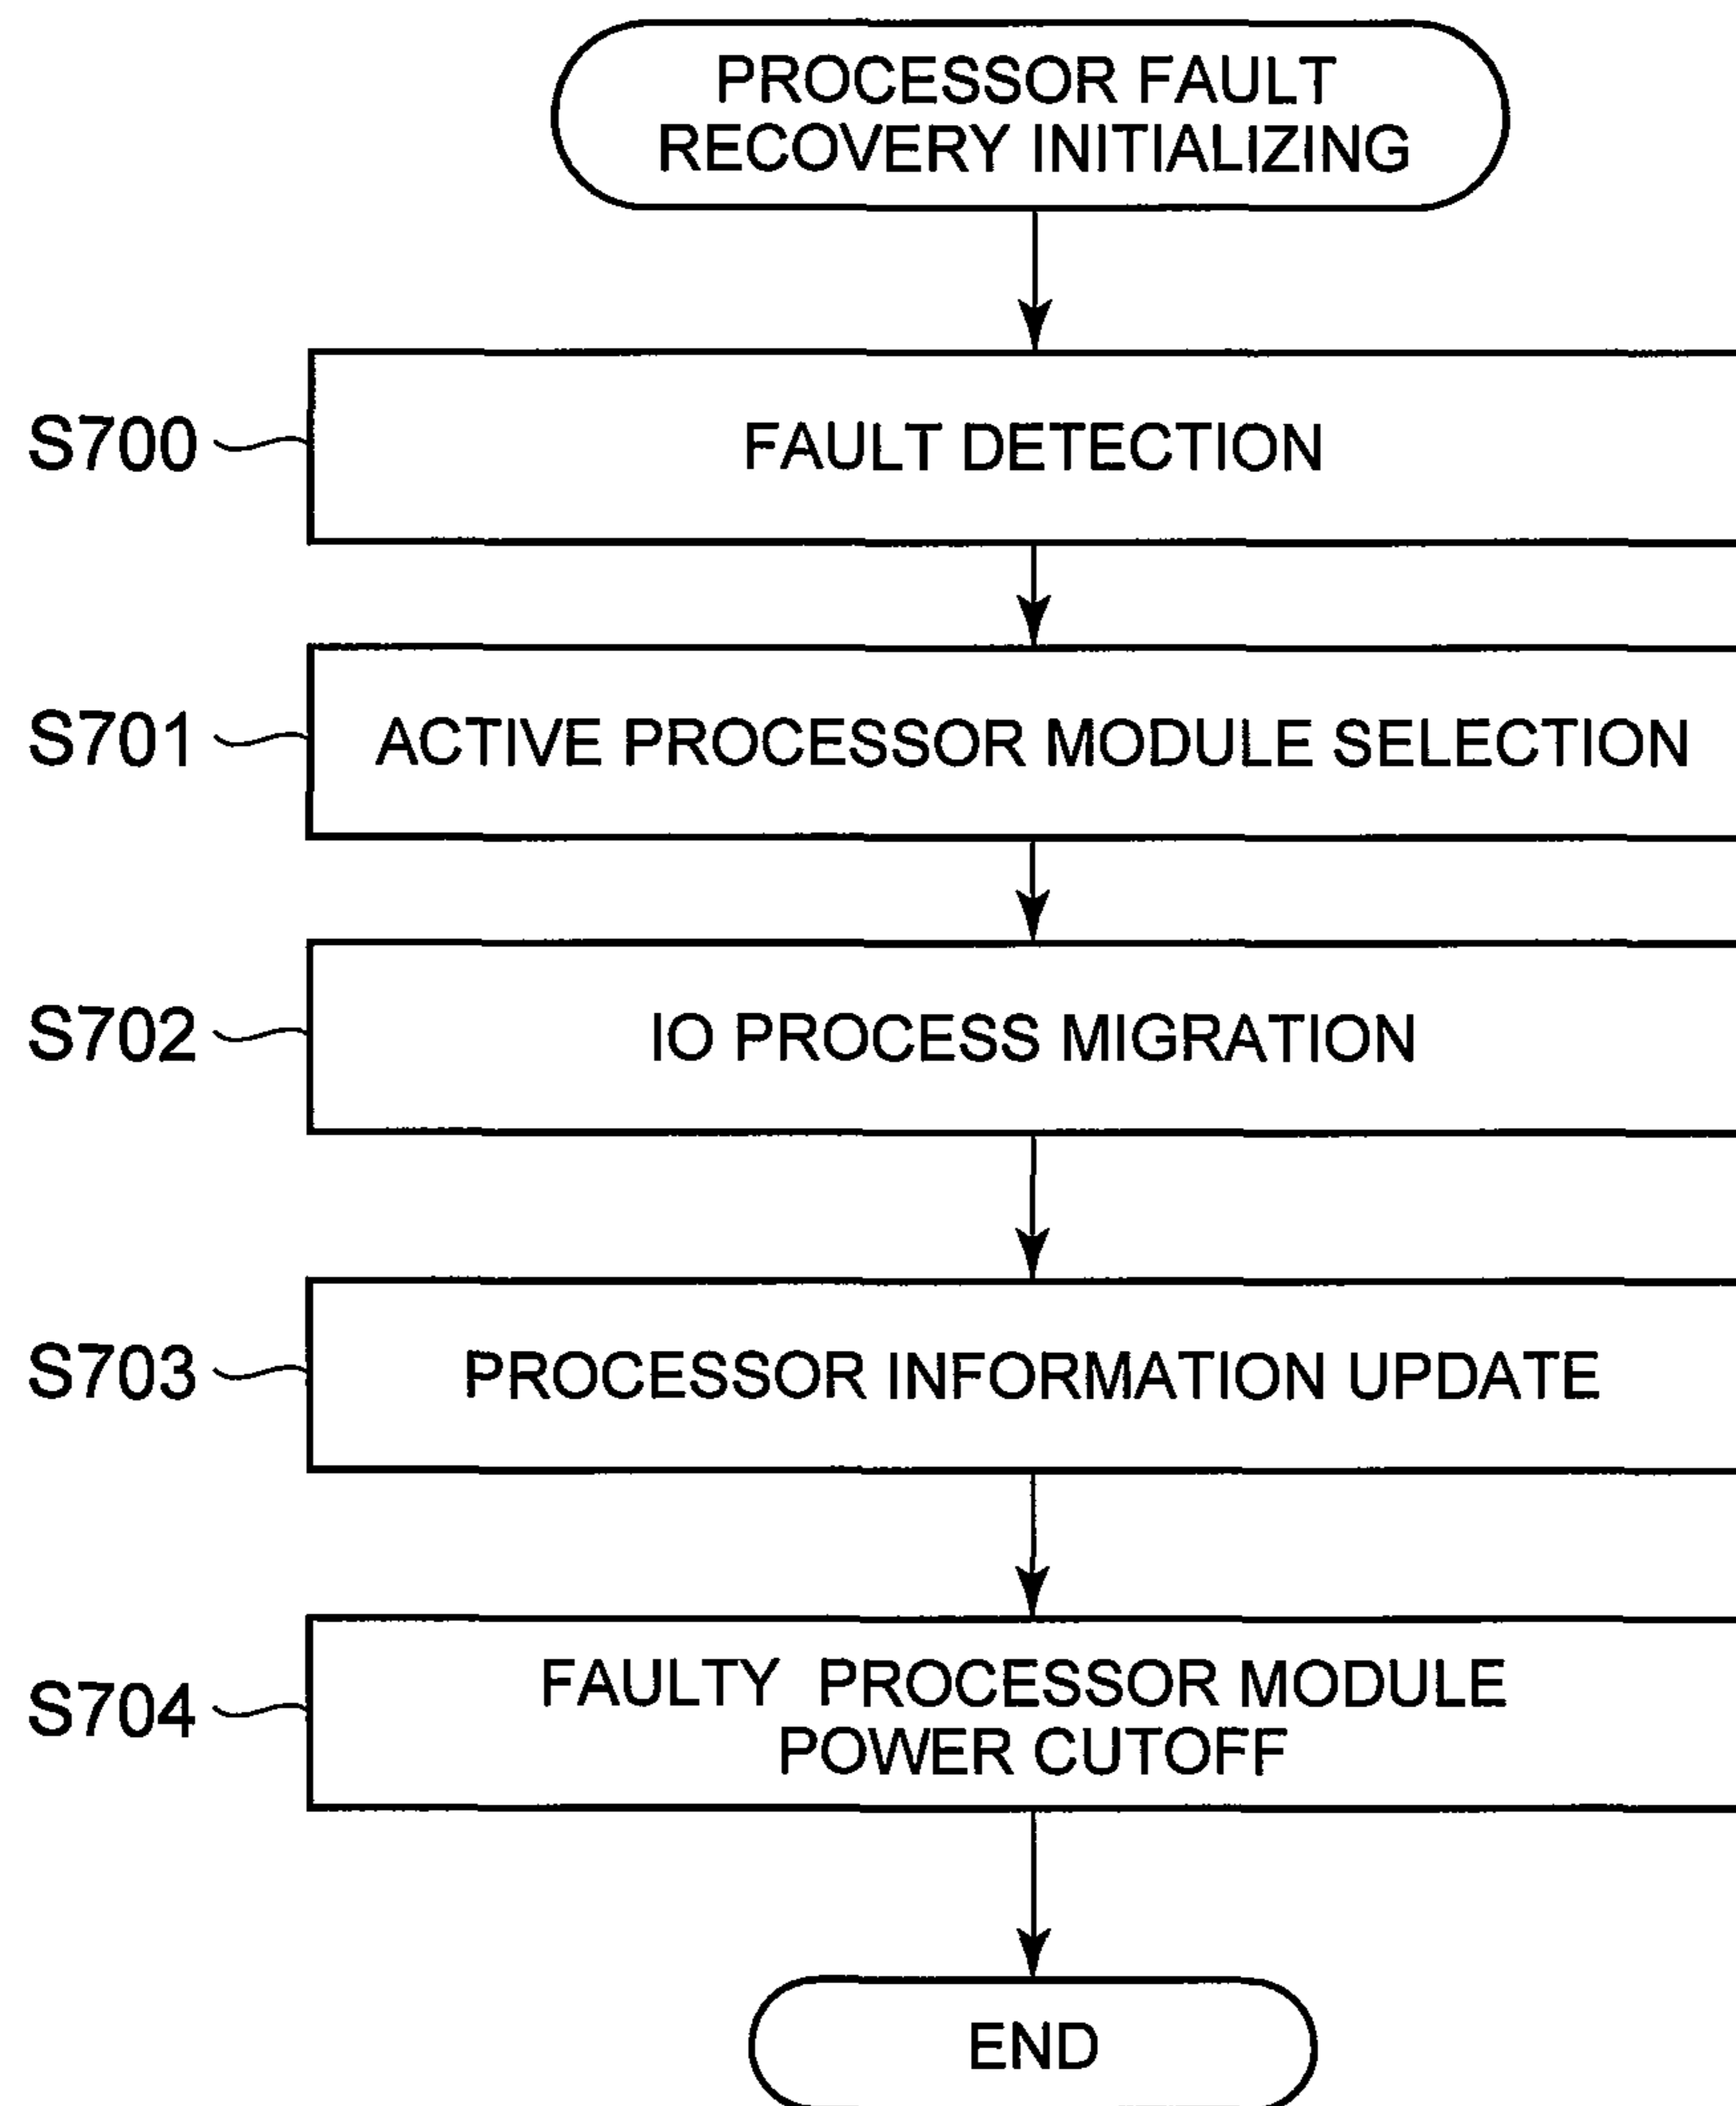 PROCESSOR FAULT
RECOVERY INITIALIZING
S700
FAULT DETECTION
S701
ACTIVE PROCESSOR MODULE SELECTION
S702
IO PROCESS MIGRATION
S703
PROCESSOR INFORMATION UPDATE
S704
FAULTY PROCESSOR MODULE
POWER CUTOFF
END